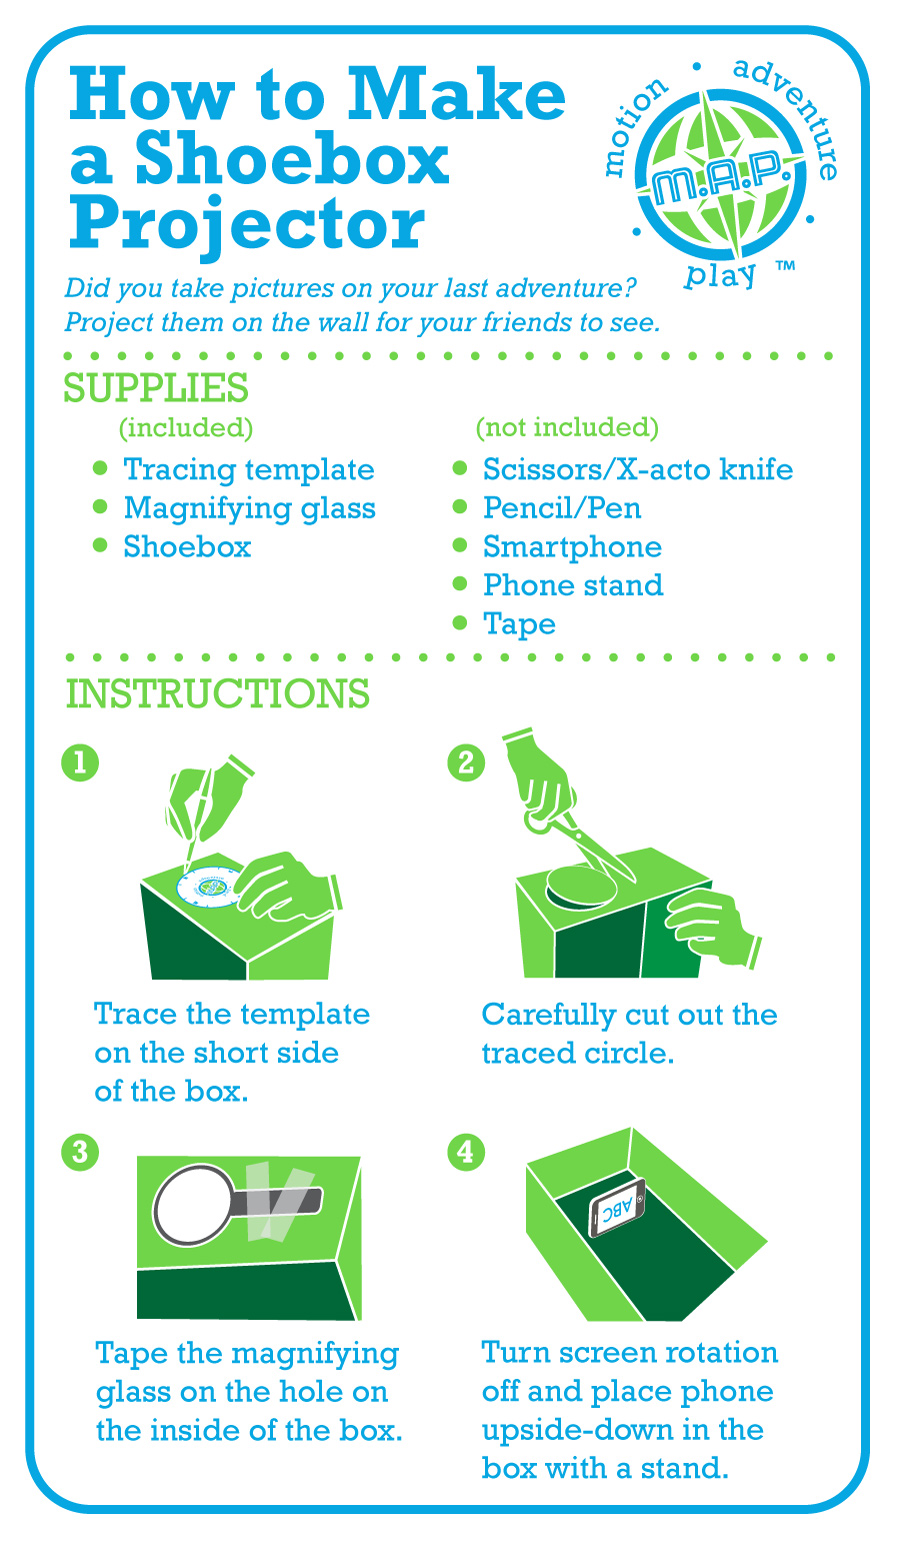 How to Make
a Shoebox
Projector
motion • adventure • play ™
M.A.P.
Did you take pictures on your last adventure?
Project them on the wall for your friends to see.
SUPPLIES
(included)
• Tracing template
• Magnifying glass
• Shoebox
(not included)
• Scissors/X-acto knife
• Pencil/Pen
• Smartphone
• Phone stand
• Tape
INSTRUCTIONS
1
Trace the template
on the short side
of the box.
2
Carefully cut out the
traced circle.
3
Tape the magnifying
glass on the hole on
the inside of the box.
4
ABC
Turn screen rotation
off and place phone
upside-down in the
box with a stand.